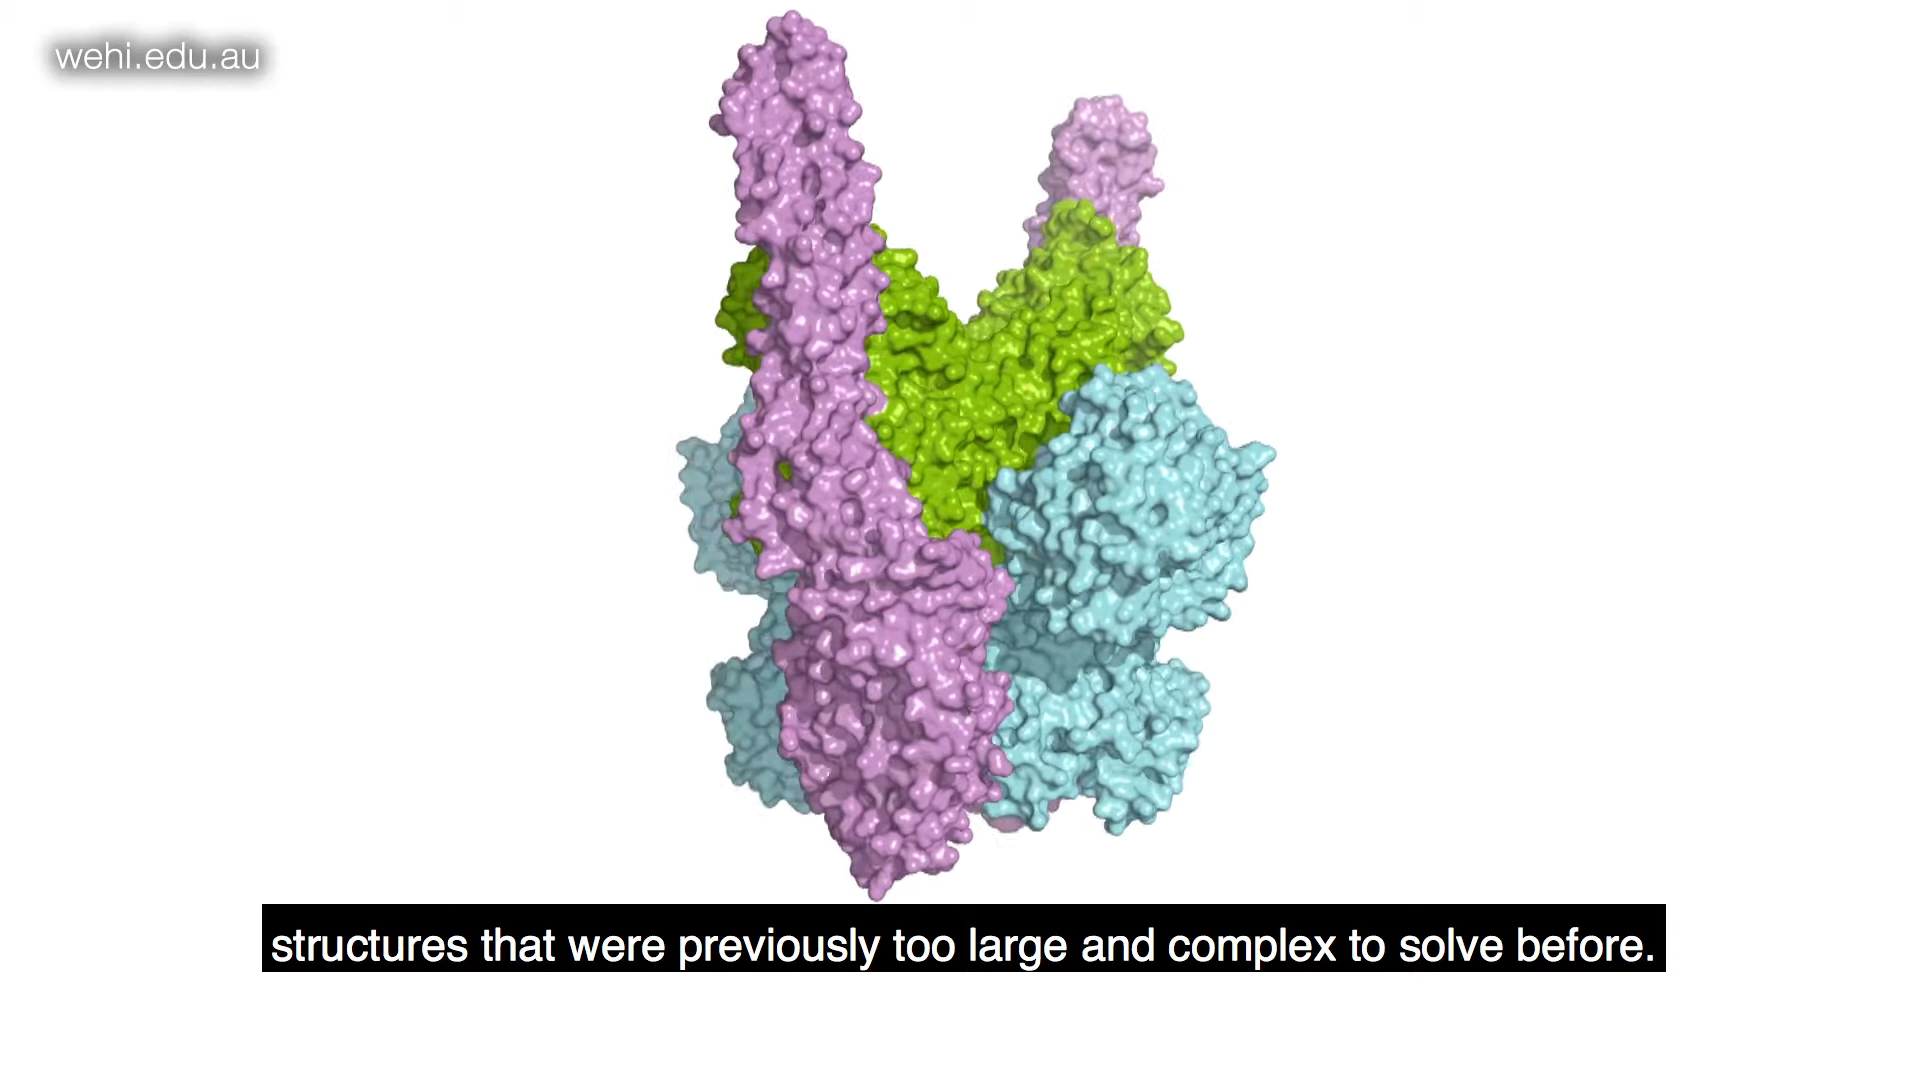 wehi.edu.au
structures that were previously too large and complex to solve before.